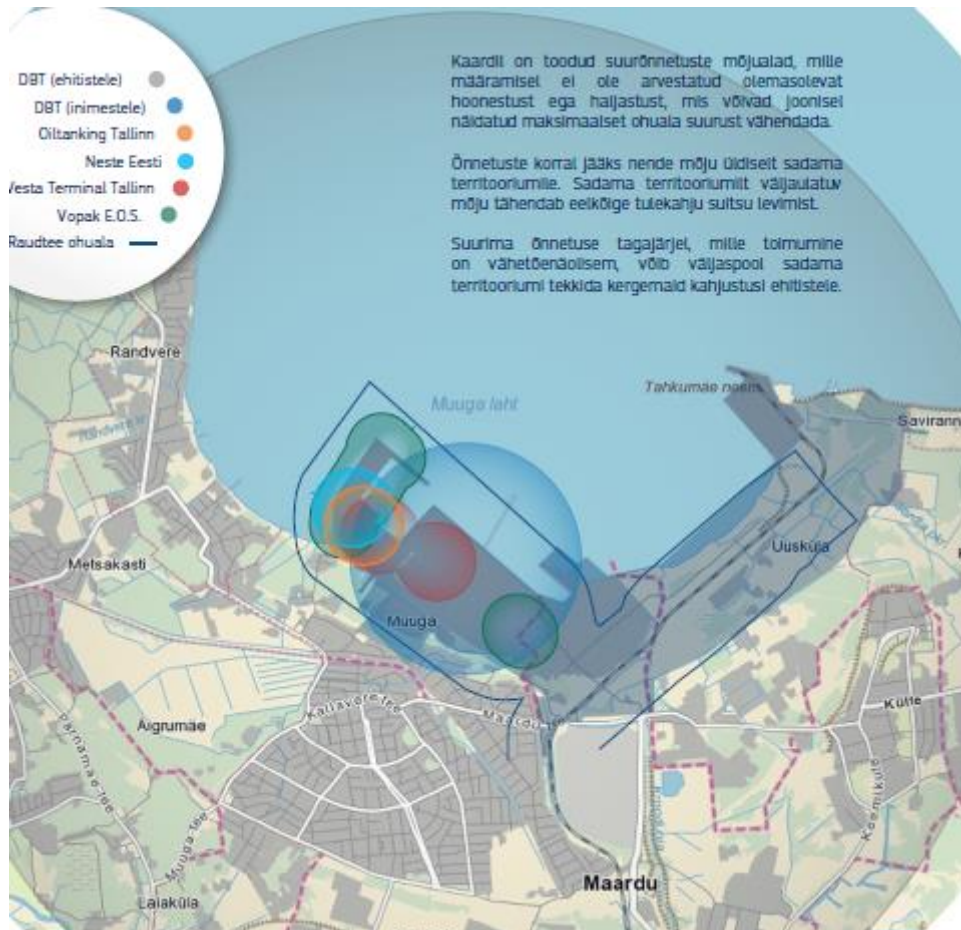 DBT (ehitistele)
DBT (inimestele)
Oiltanking Tallinn
Neste Eesti
Vesta Terminal Tallinn
Vopak E.O.S.
Raudtee ohuala
Kaardil on toodud suurõnnetuste mõjualad, mille
määramisel ei ole arvestatud olemasolevat
hoonestust ega haljastust, mis võivad joonisel
näidatud maksimaalset ohuala suurust vähendada.
Õnnetuste korral jääks nende mõju üldiselt sadama
territooriumile. Sadama territooriumilt väljaulatuv
mõju tähendab eelkõige tulekahju suitsu levimist.
Suurima õnnetuse tagajärjel, mille toimumine
on vähetõenäolisem, võib väljaspool sadama
territooriumi tekkida kergemaid kahjustusi ehitistele.
Randvere
Muuga laht
Tahkumäe neem
Savirann
Metsakasti
Uusküla
Muuga
Kallavere tee
Maardu tee
Külte
Aigrumäe
Pärnamäe tee
Muuga tee
Keemikute
Maardu
Laiaküla